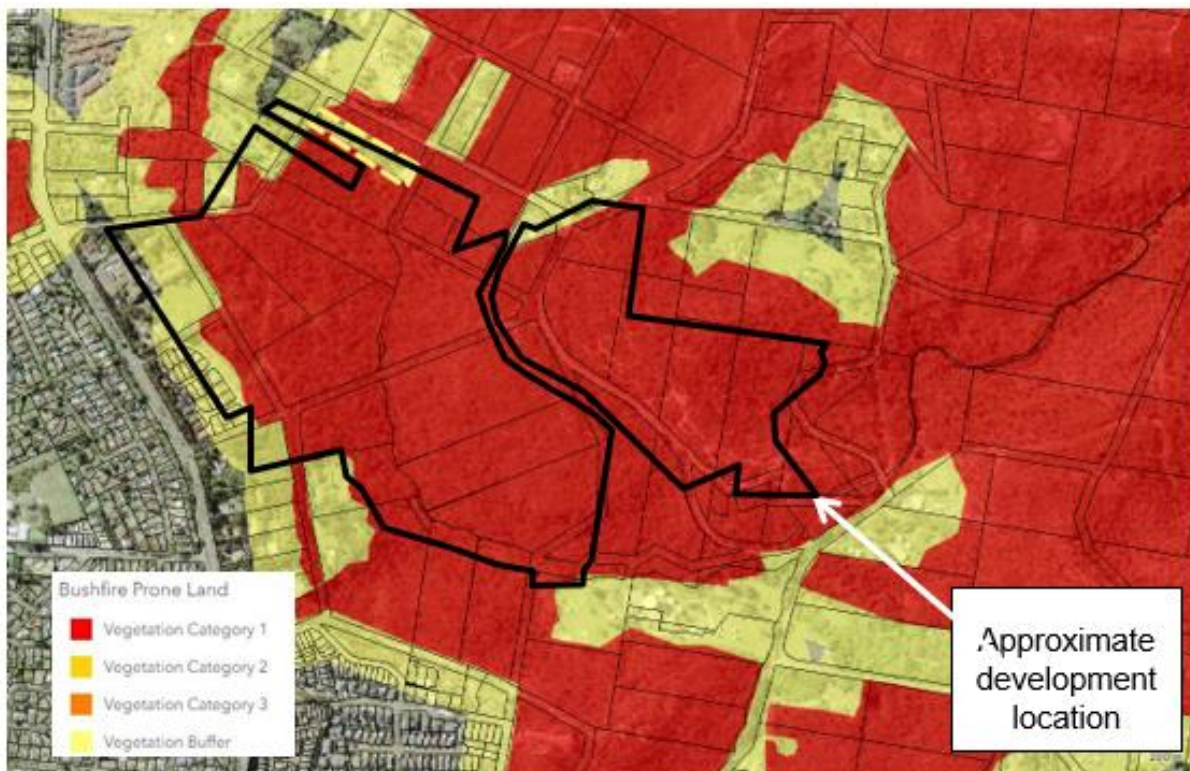 Bushfire Prone Land
Vegetation Category 1
Vegetation Category 2
Vegetation Category 3
Vegetation Buffer
Approximate
development
location